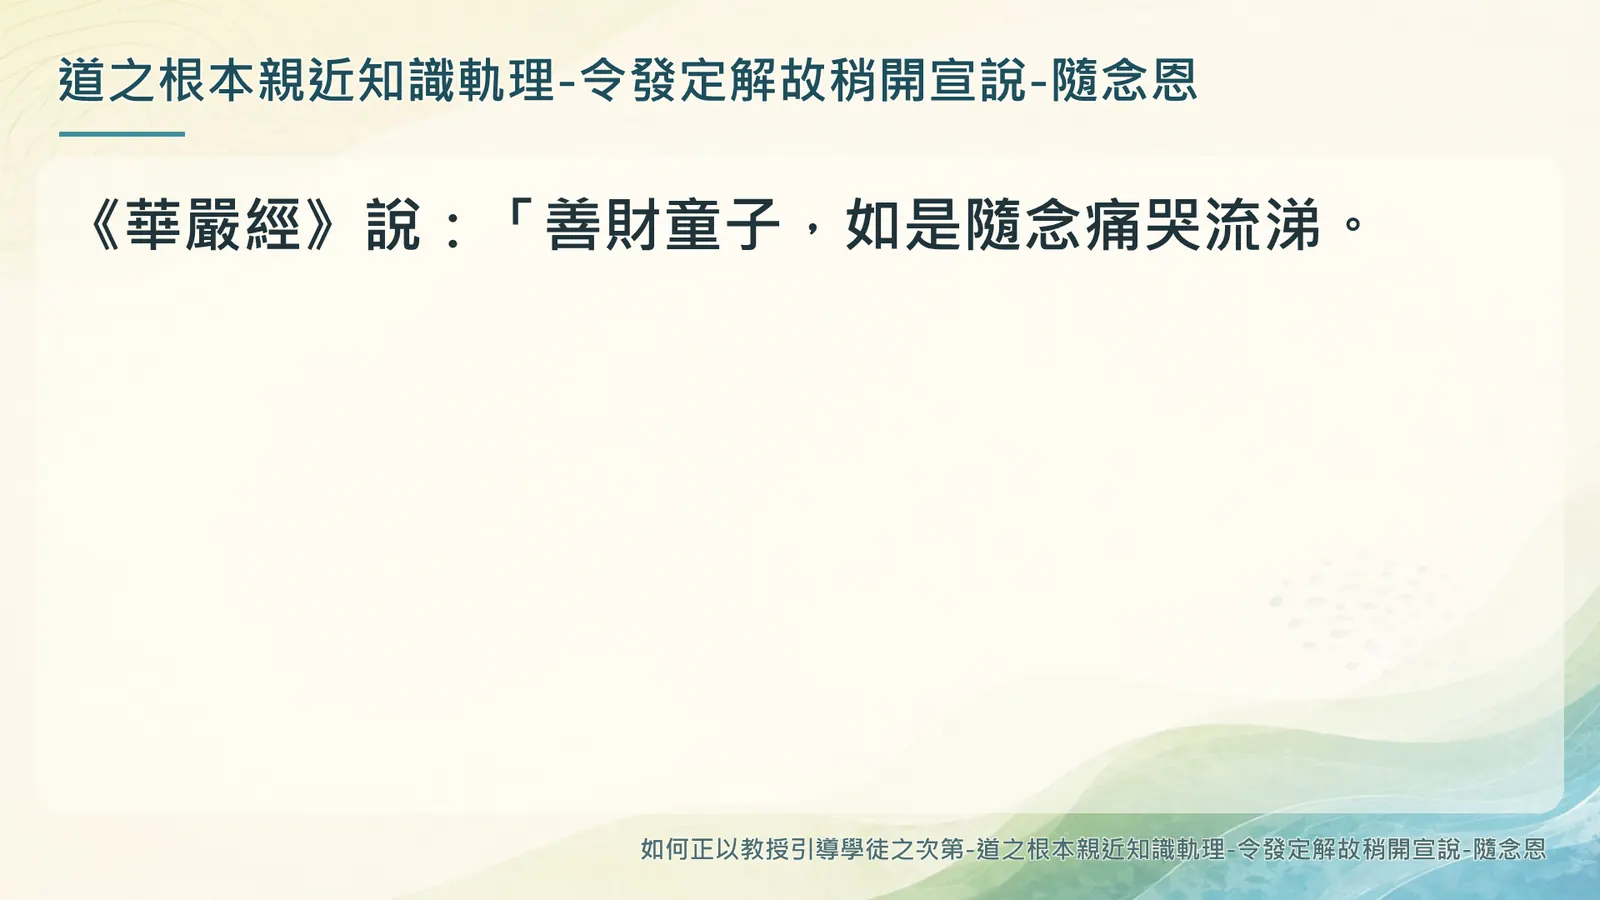 道之根本親近知識軌理-令發定解故稍開宣說-隨念恩
《華嚴經》說：「善財童子，如是隨念痛哭流涕。
如何正以教授引導學徒之次第-道之根本親近知識軌理-令發定解故稍開宣說-隨念恩